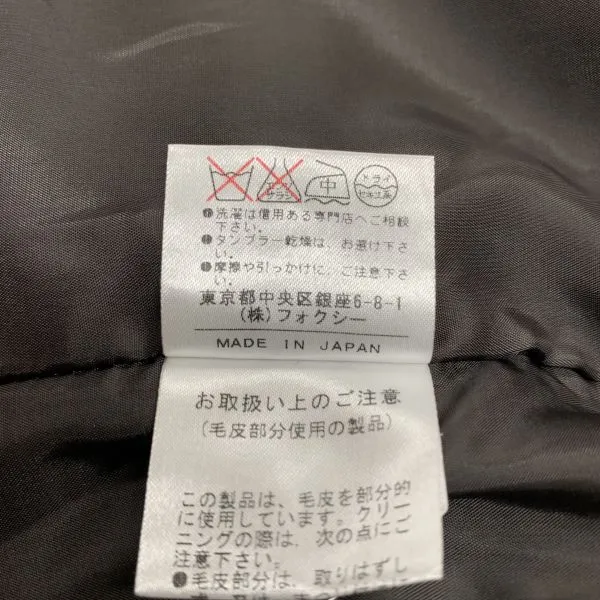 エンソ サラシ 中 ドライ セキユ系
●洗濯は信用ある専門店へご相談
下さい。
●タンブラー乾燥は、お避け下さ
い。
●摩擦や引っかけに、ご注意下さ
い。
東京都中央区銀座6-8-1
(株)フォクシー
MADE IN JAPAN
お取扱い上のご注意
(毛皮部分使用の製品)
この製品は、毛皮を部分的
に使用しています。クリー
ニングの際は、次の点にご
注意下さい。
●毛皮部分は、取りはずし